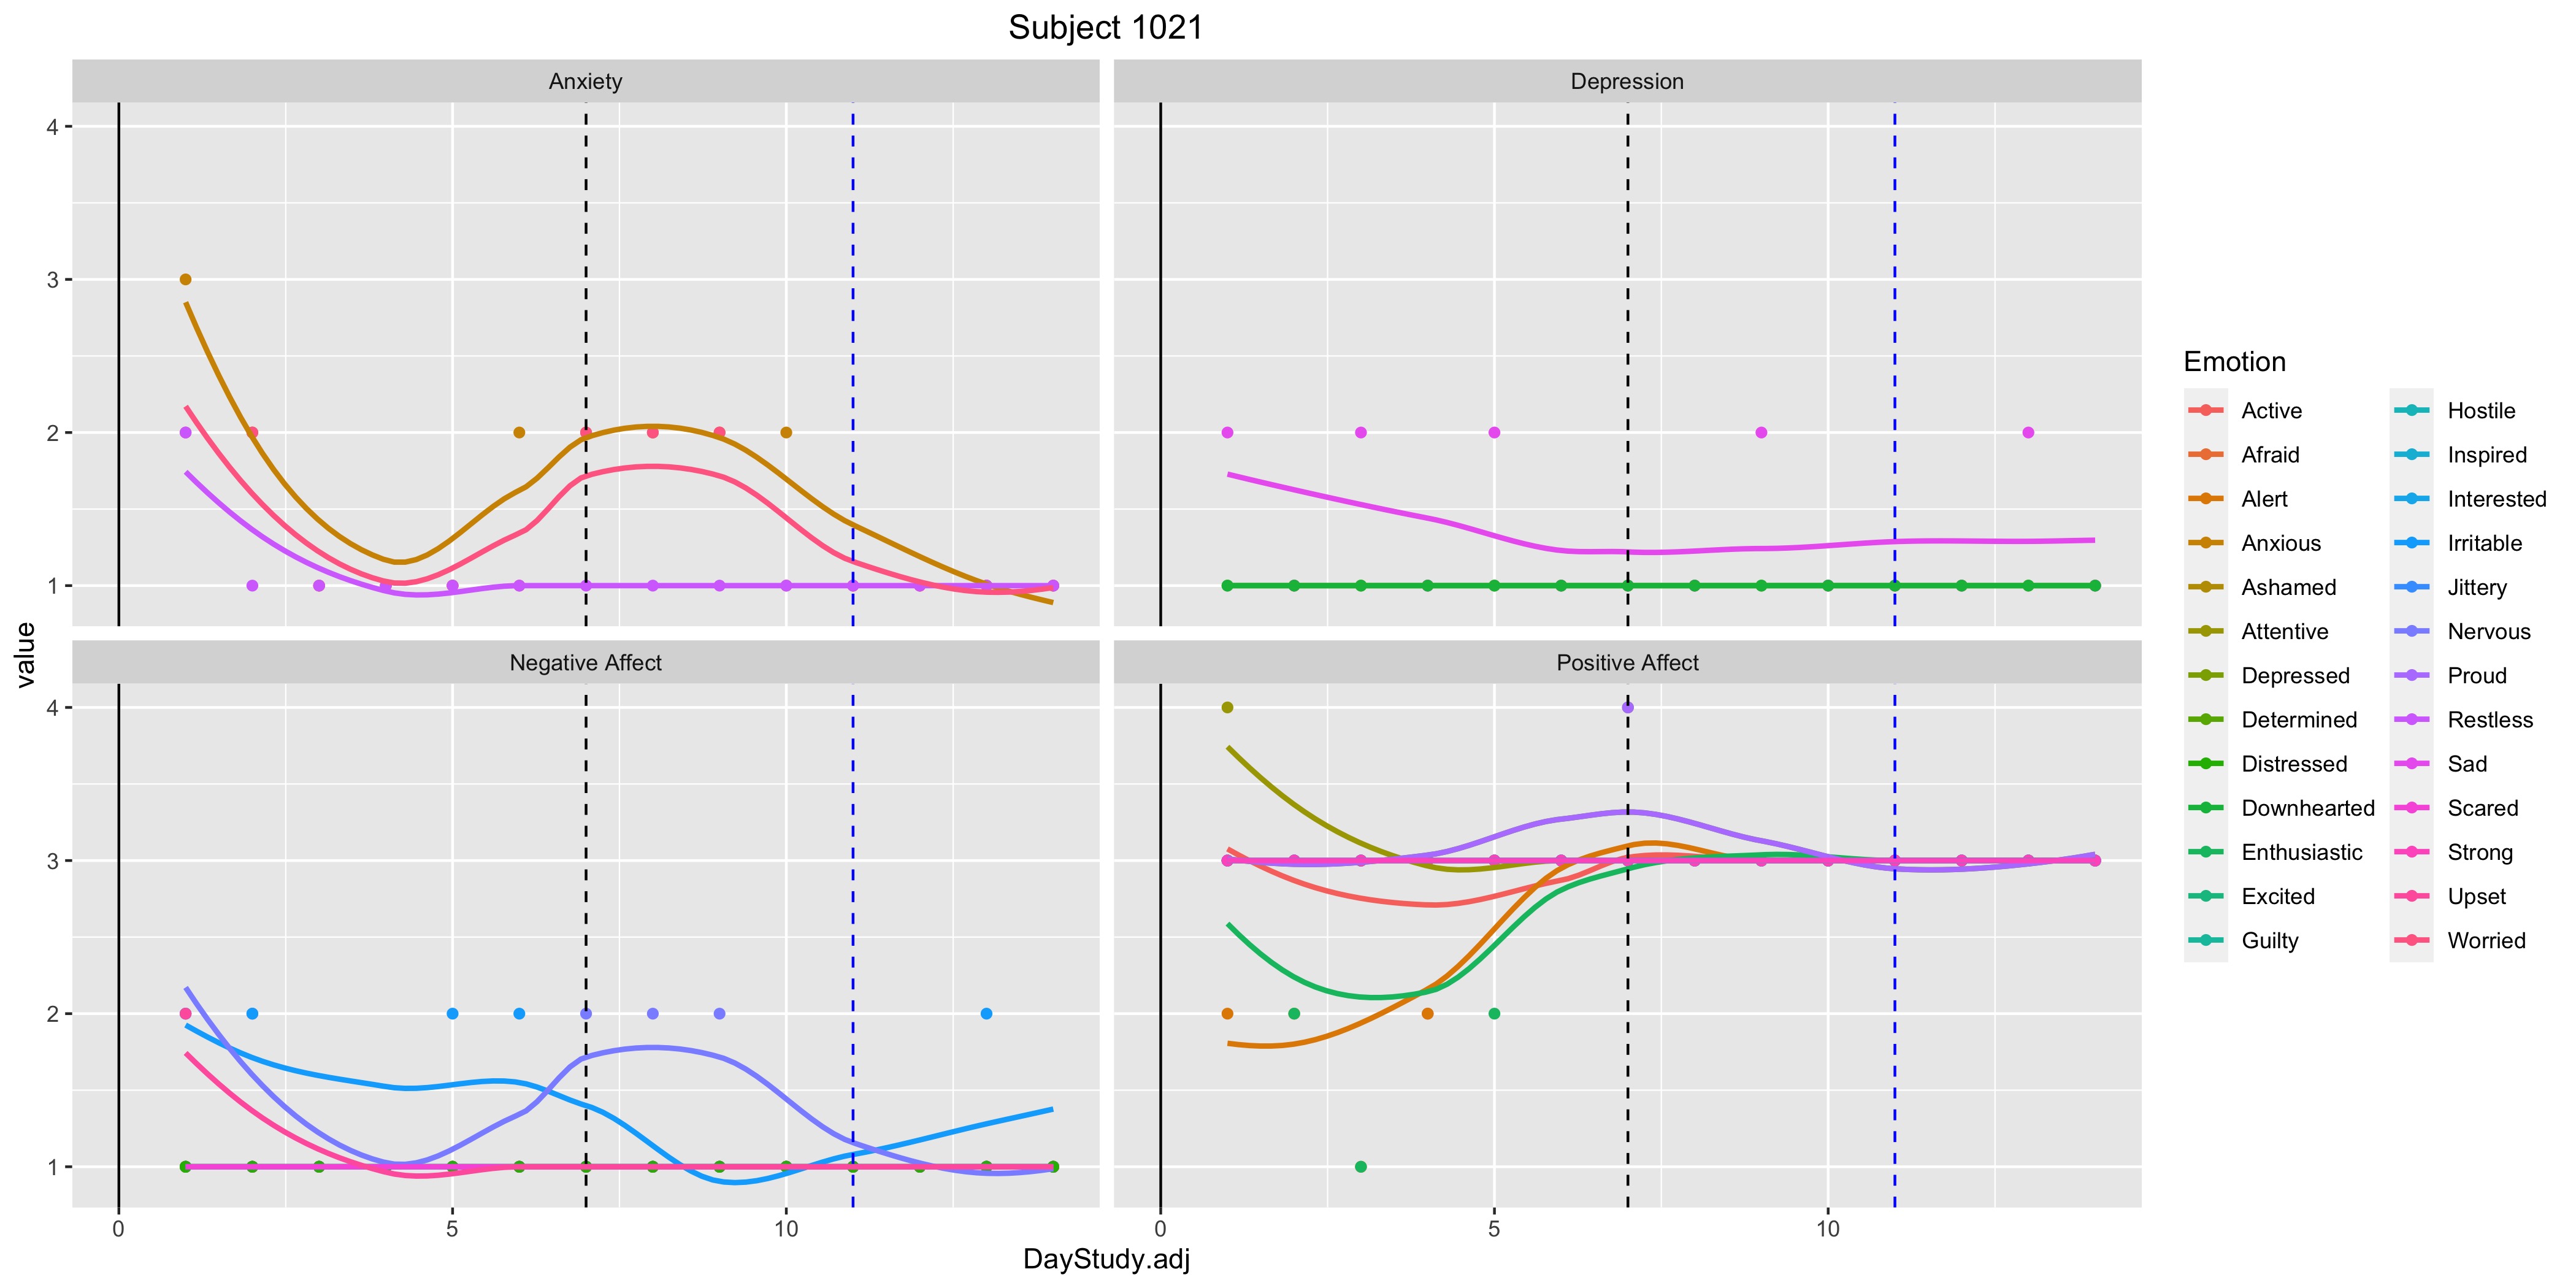 Subject 1021
Anxiety
Depression
4
3
2
1
value
Negative Affect
Positive Affect
4
3
2
1
0 5 10
0 5 10
DayStudy.adj
Emotion
Active
Afraid
Alert
Anxious
Ashamed
Attentive
Depressed
Determined
Distressed
Downhearted
Enthusiastic
Excited
Guilty
Hostile
Inspired
Interested
Irritable
Jittery
Nervous
Proud
Restless
Sad
Scared
Strong
Upset
Worried